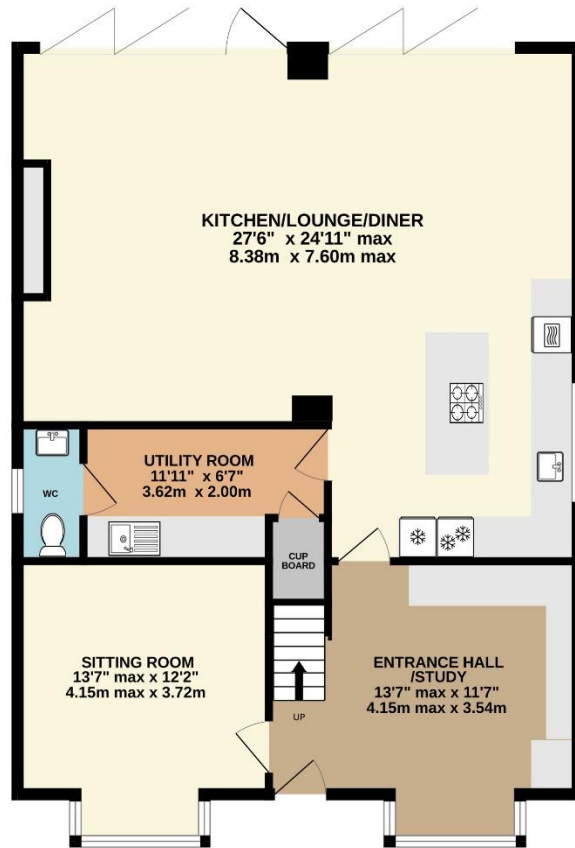 KITCHEN/LOUNGE/DINER
27'6" x 24'11" max
8.38m x 7.60m max
UTILITY ROOM
11'11" x 6'7"
3.62m x 2.00m
WC
CUP
BOARD
SITTING ROOM
13'7" max x 12'2"
4.15m max x 3.72m
UP
ENTRANCE HALL
/STUDY
13'7" max x 11'7"
4.15m max x 3.54m